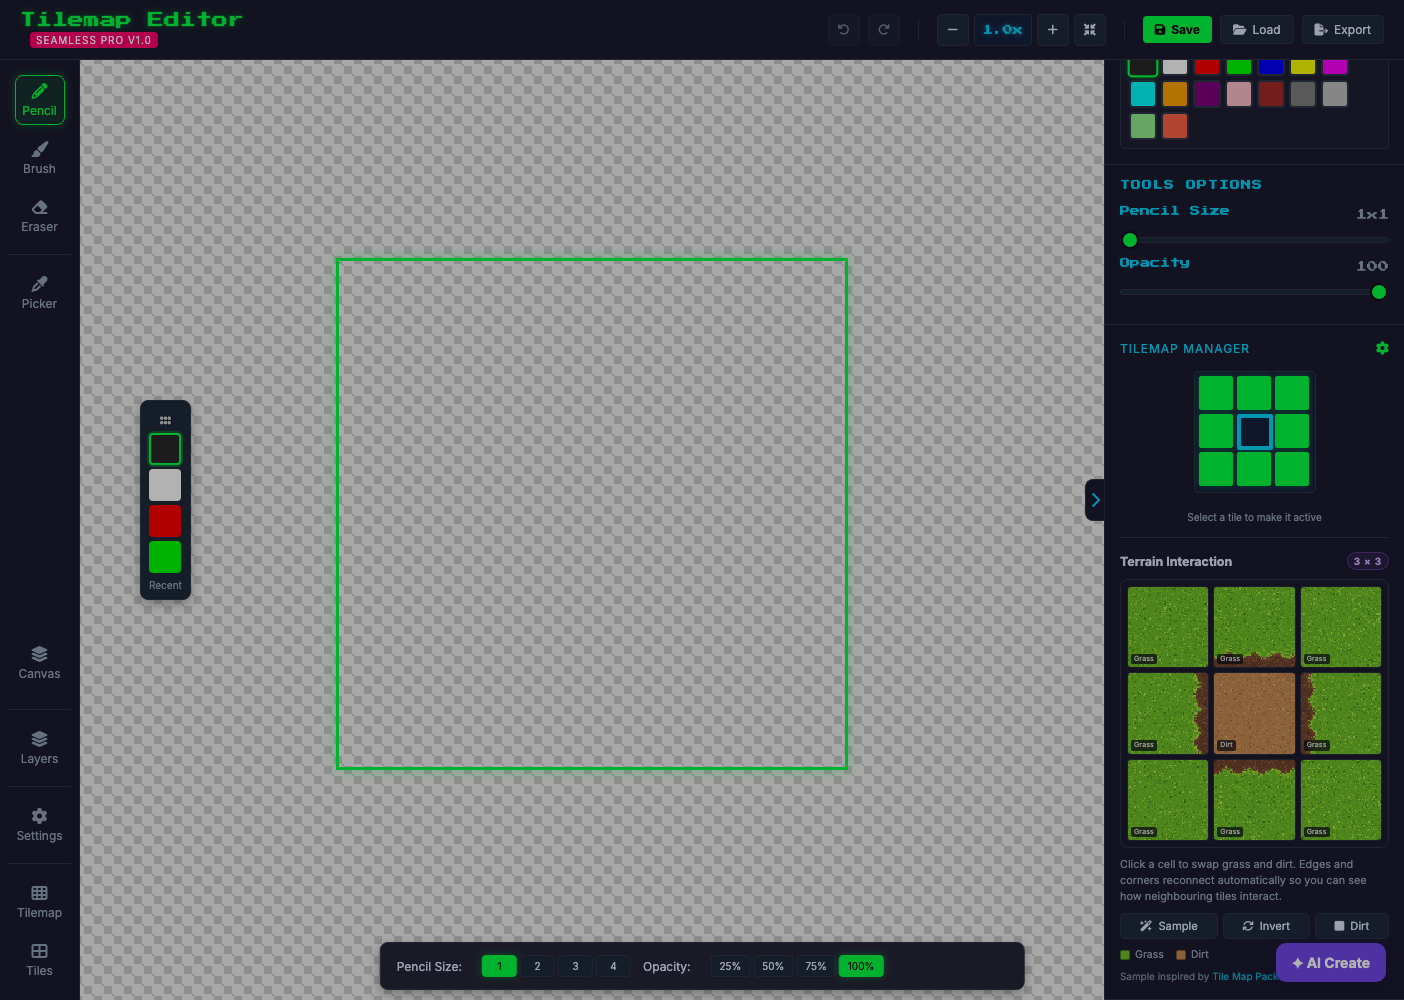 Tilemap Editor
SEAMLESS PRO V1.0
1.0x
Save
Load
Export
Pencil
Brush
Eraser
Picker
Canvas
Layers
Settings
Tilemap
Tiles
Recent
Pencil Size:
1
2
3
4
Opacity:
25%
50%
75%
100%
TOOLS OPTIONS
Pencil Size
1x1
Opacity
100
TILEMAP MANAGER
Select a tile to make it active
Terrain Interaction
3 × 3
Grass
Grass
Grass
Grass
Dirt
Grass
Grass
Grass
Grass
Click a cell to swap grass and dirt. Edges and
corners reconnect automatically so you can see
how neighbouring tiles interact.
Sample
Invert
Dirt
Grass
Dirt
Sample inspired by Tile Map Pack
AI Create